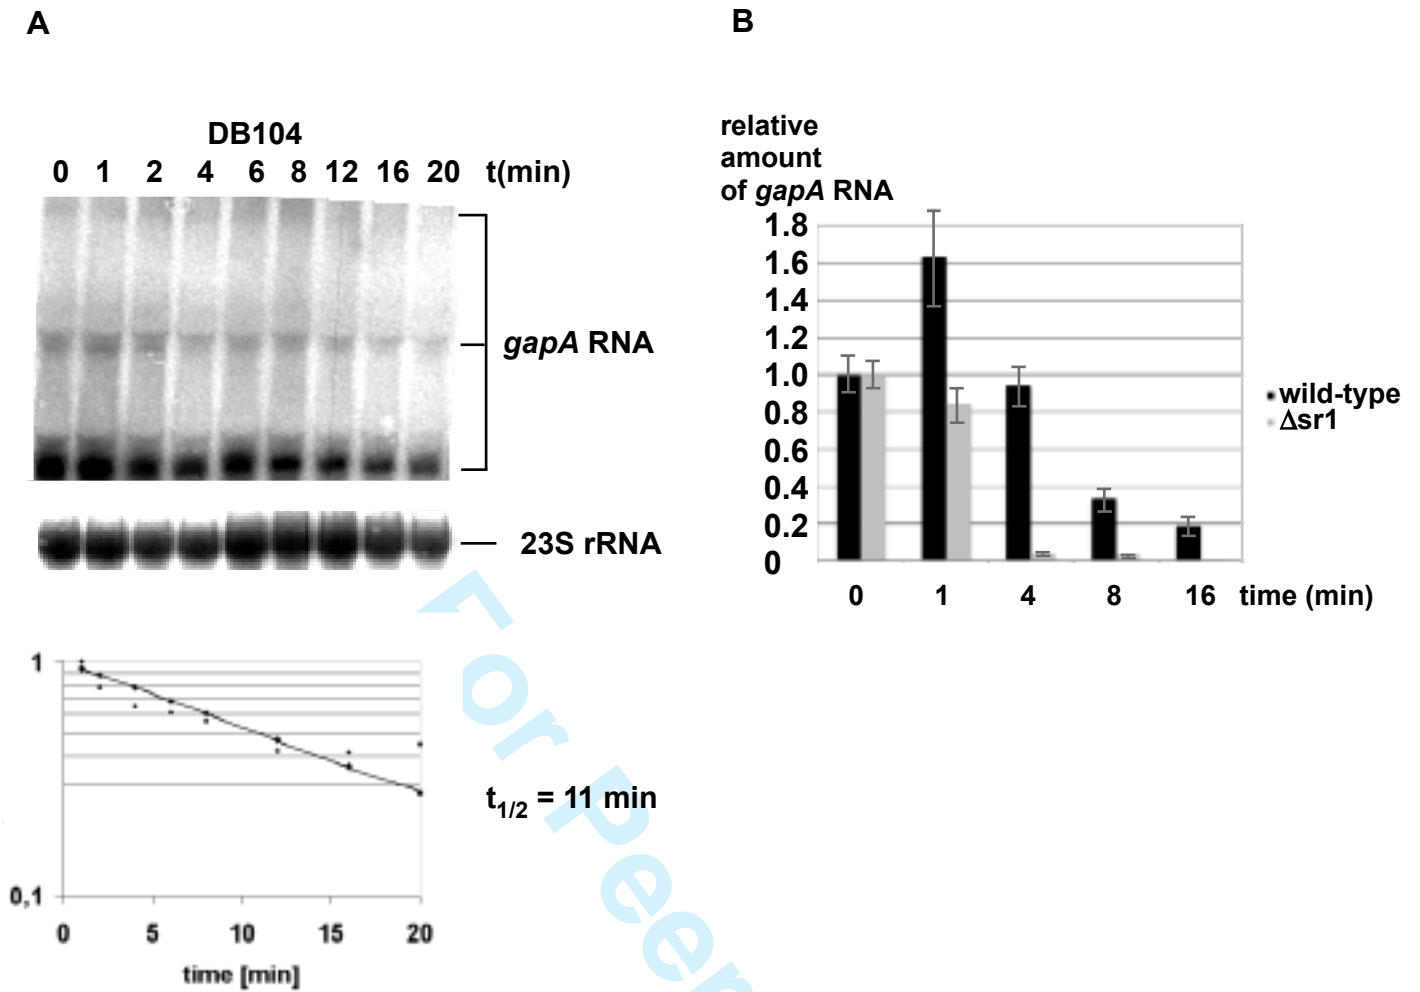 A
B
DB104
0 1 2 4 6 8 12 16 20 t(min)
gapA RNA
23S rRNA
1
0,1
0 5 10 15 20
time [min]
t1/2 = 11 min
relative
amount
of gapA RNA
1.8
1.6
1.4
1.2
1.0
0.8
0.6
0.4
0.2
0
0 1 4 8 16 time (min)
wild-type
Δsr1
For Peer